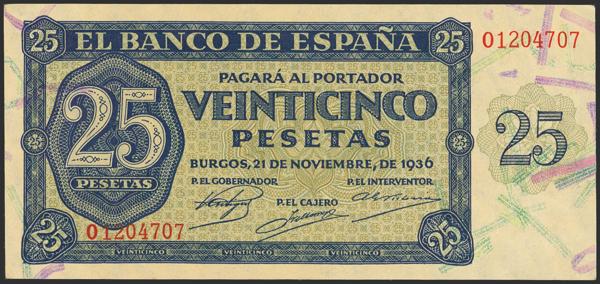 25 EL BANCO DE ESPAÑA 25
O1204707
PAGARÁ AL PORTADOR
VEINTICINCO
PESETAS
25
PESETAS
25
BURGOS, 21 DE NOVIEMBRE, DE 1936
P. EL GOBERNADOR
P. EL CAJERO
P. EL INTERVENTOR
O1204707
25
25